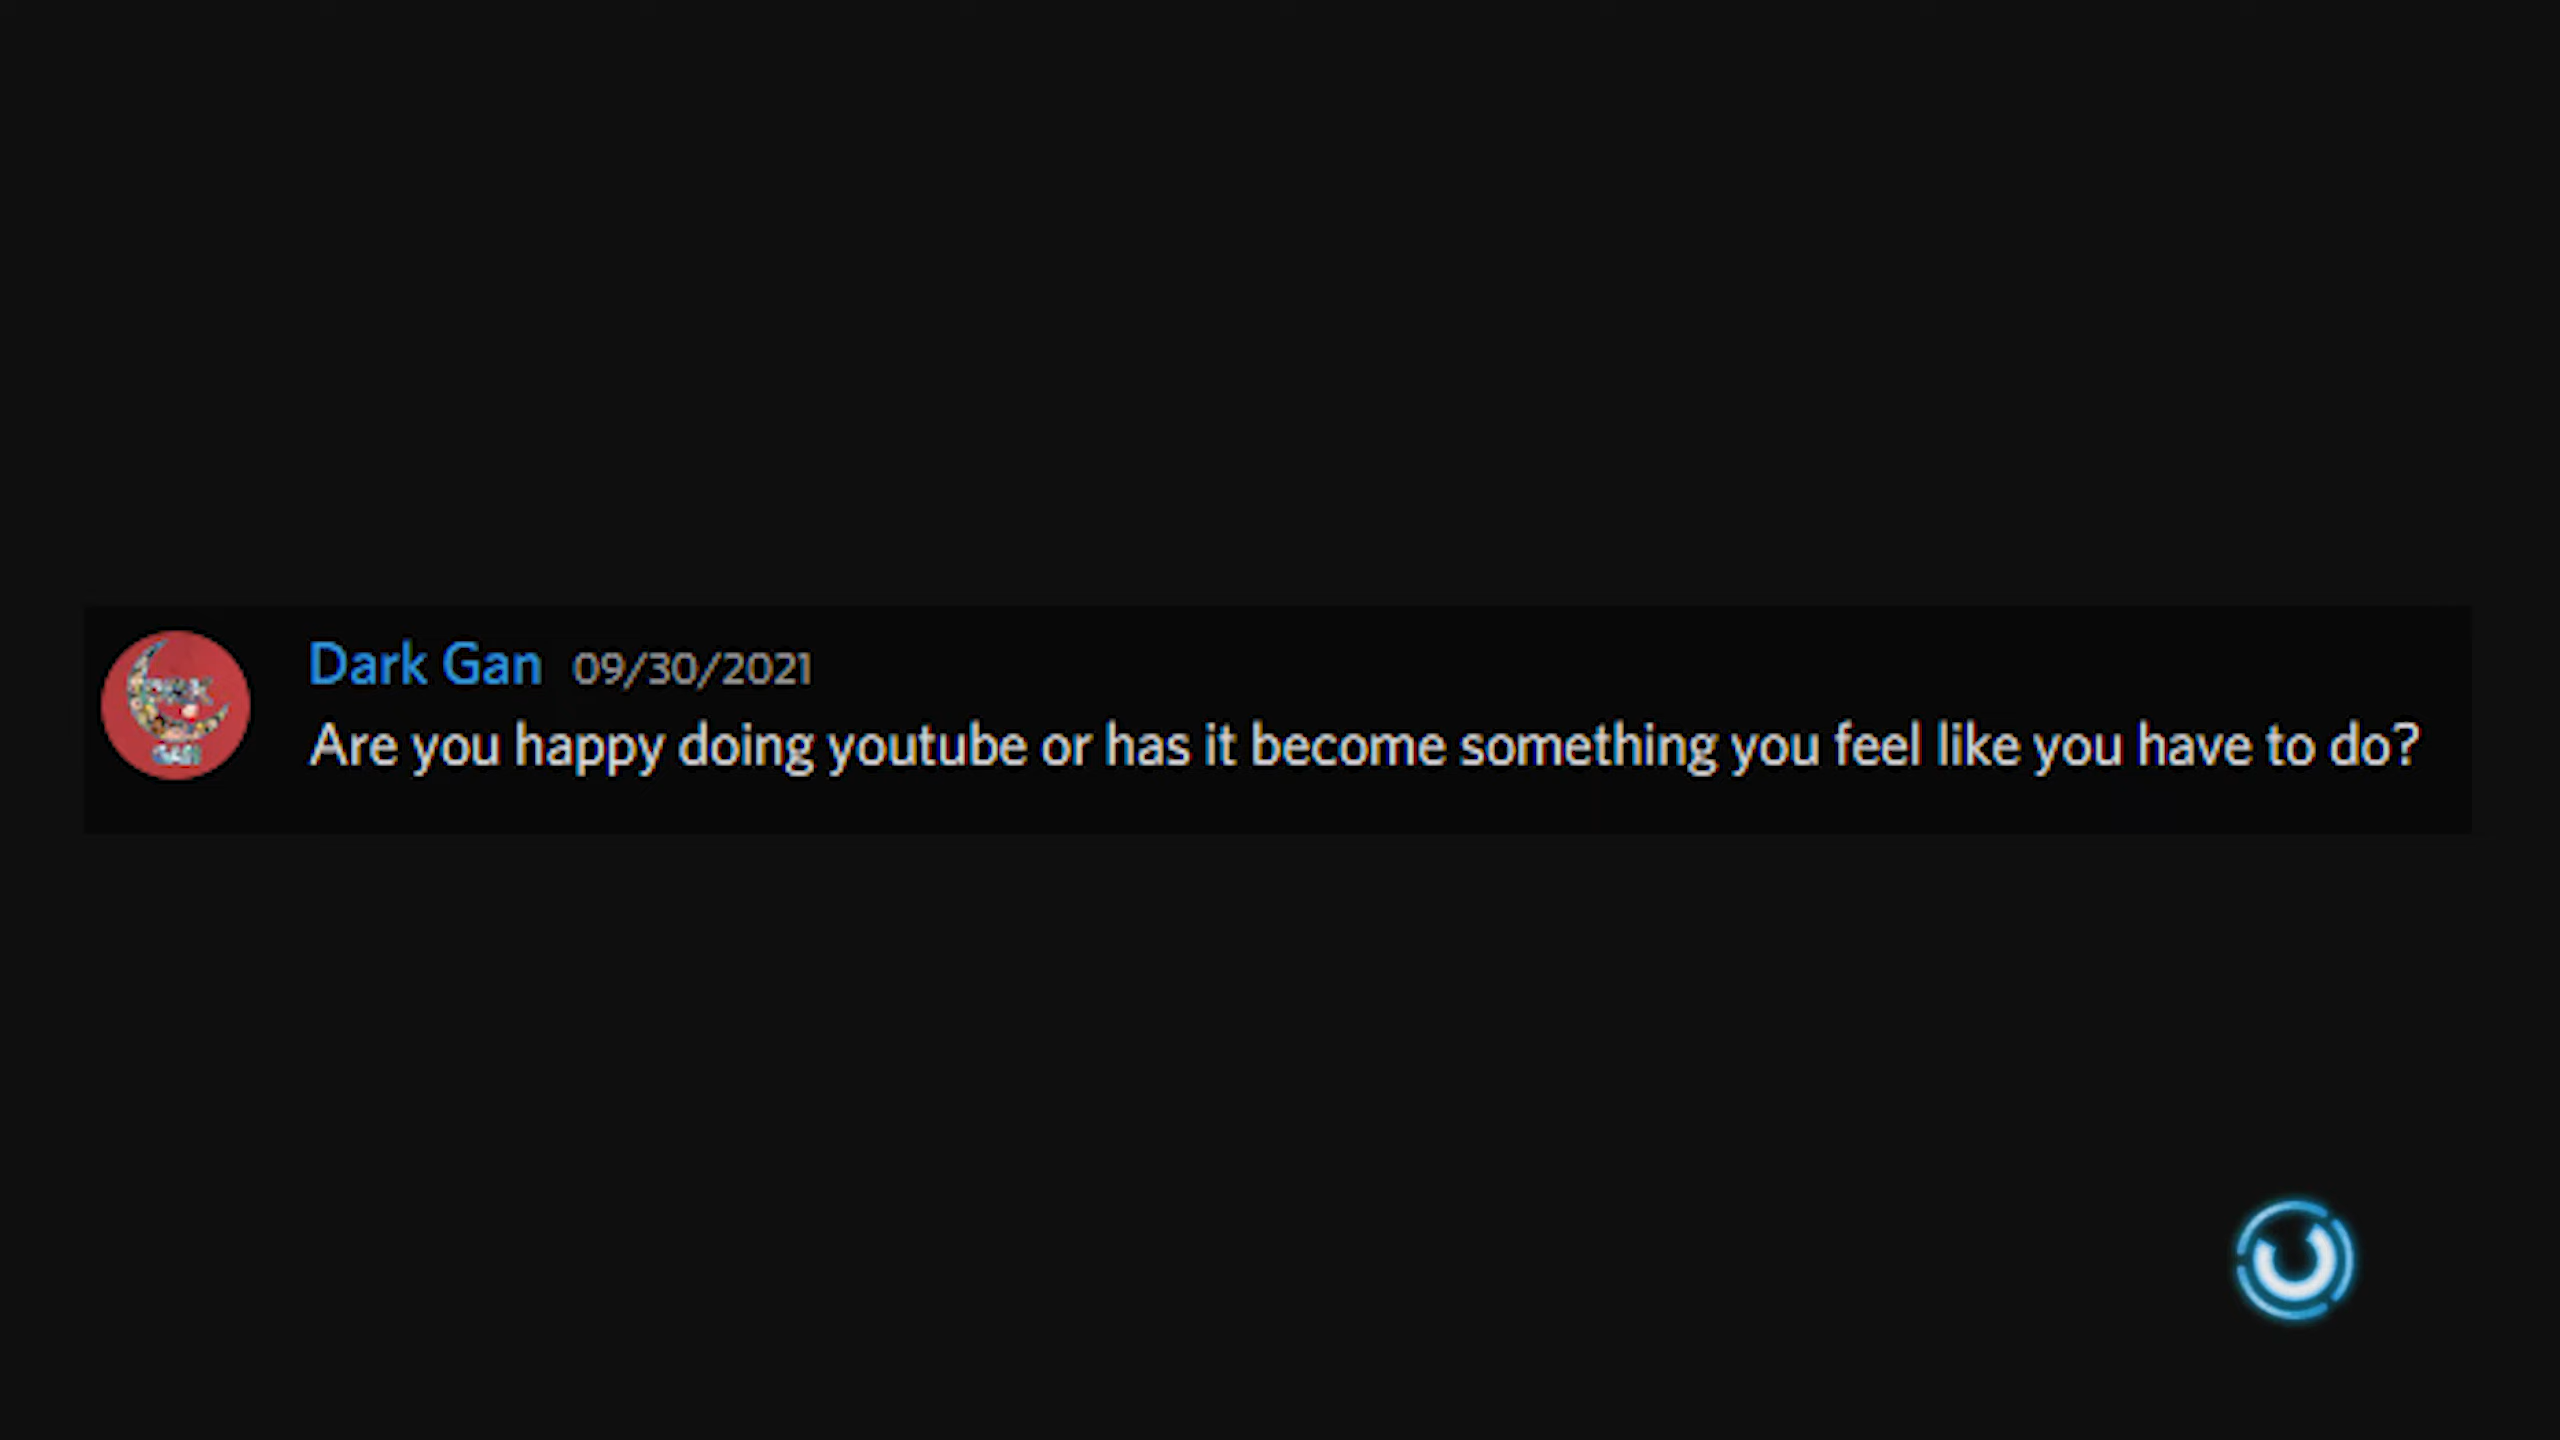 Dark Gan 09/30/2021
Are you happy doing youtube or has it become something you feel like you have to do?